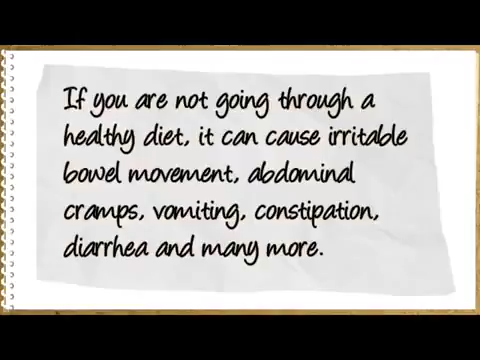 If you are not going through a
healthy diet, it can cause irritable
bowel movement, abdominal
cramps, vomiting, constipation,
diarrhea and many more.